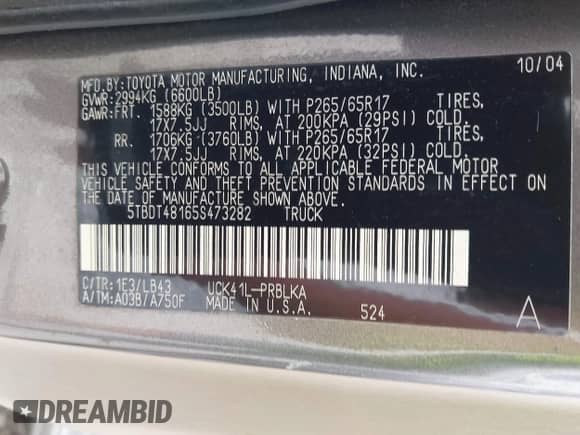 MFD.BY:TOYOTA MOTOR MANUFACTURING, INDIANA, INC. 10/04
GVWR:2994KG (6600LB)
GAWR:FRT. 1588KG (3500LB) WITH P265/65R17 TIRES,
17X7.5JJ RIMS, AT 200KPA (29PSI) COLD.
RR. 1706KG (3760LB) WITH P265/65R17 TIRES,
17X7.5JJ RIMS, AT 220KPA (32PSI) COLD.
THIS VEHICLE CONFORMS TO ALL APPLICABLE FEDERAL MOTOR
VEHICLE SAFETY AND THEFT PREVENTION STANDARDS IN EFFECT ON
THE DATE OF MANUFACTURE SHOWN ABOVE.
5TBDT48165S473282 TRUCK
C/TR:1E3/LB43 UCK41L-PRBLKA
A/TM:A03B/A750F MADE IN U.S.A. 524 A
DREAMBID